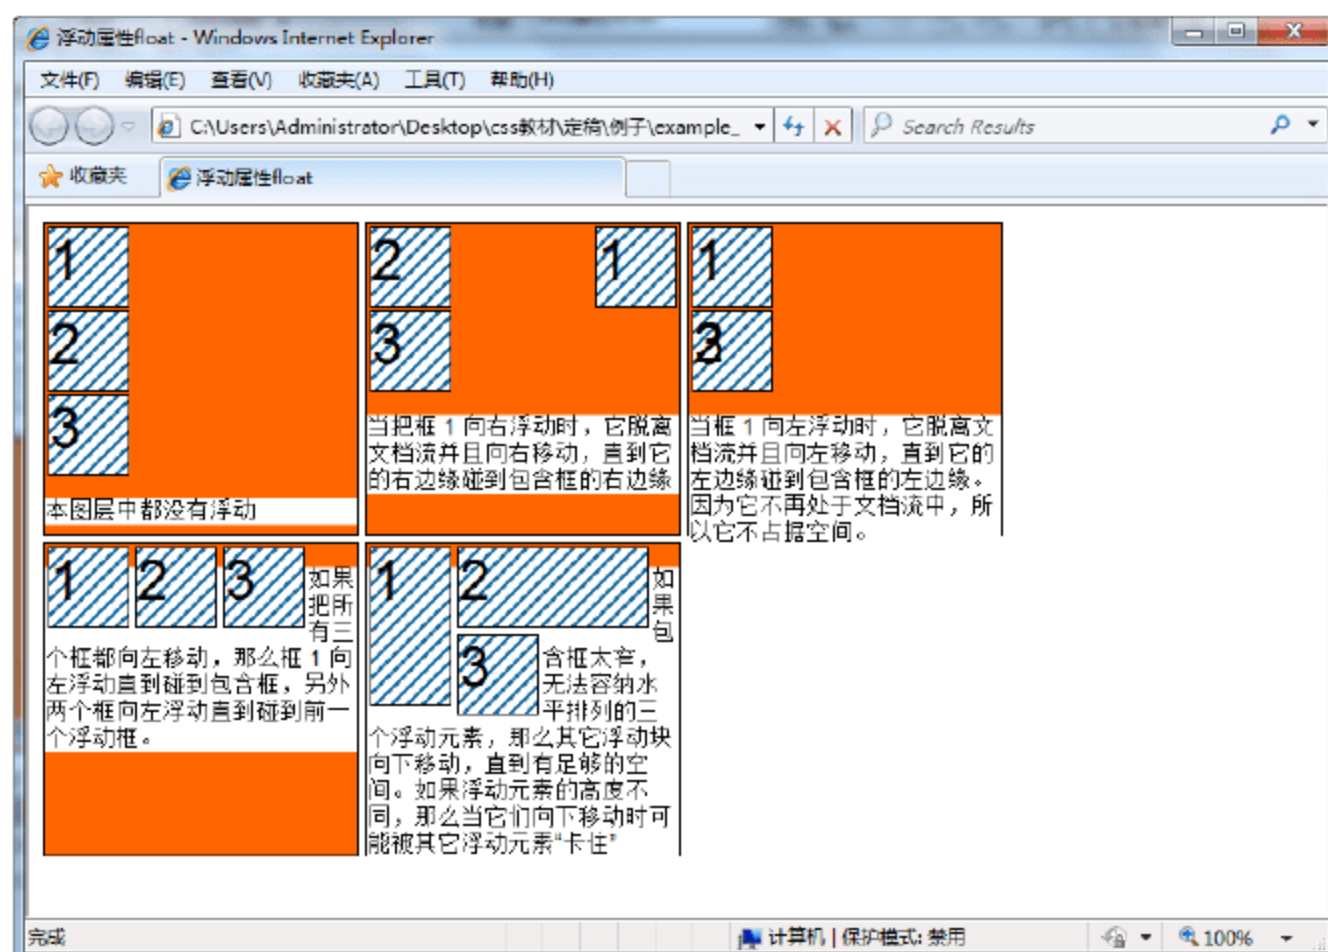 浮动属性float - Windows Internet Explorer
文件(F) 编辑(E) 查看(V) 收藏夹(A) 工具(T) 帮助(H)
C:\Users\Administrator\Desktop\css教材\定稿\例子\example_
Search Results
收藏夹
浮动属性float
1
2
3
本图层中都没有浮动
2 1
3
当把框 1 向右浮动时，它脱离
文档流并且向右移动，直到它
的右边缘碰到包含框的右边缘
1
3
当框 1 向左浮动时，它脱离文
档流并且向左移动，直到它的
左边缘碰到包含框的左边缘。
因为它不再处于文档流中，所
以它不占据空间。
1 2 3 如果
把所
有三
个框都向左移动，那么框 1 向
左浮动直到碰到包含框，另外
两个框向左浮动直到碰到前一
个浮动框。
1 2 如
果
包
3 含框太窄，
无法容纳水
平排列的三
个浮动元素，那么其它浮动块
向下移动，直到有足够的空
间。如果浮动元素的高度不
同，那么当它们向下移动时可
能被其它浮动元素“卡住”
完成
计算机 | 保护模式: 禁用
100%